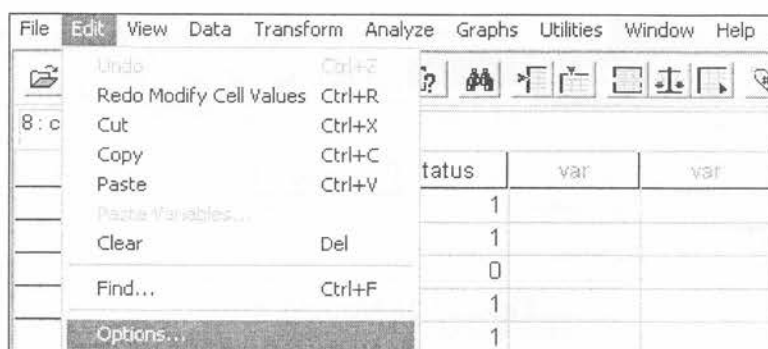 File Edit View Data Transform Analyze Graphs Utilities Window Help
Undo Ctrl+Z
Redo Modify Cell Values Ctrl+R
8 : c
Cut Ctrl+X
Copy Ctrl+C
tatus var var
Paste Ctrl+V
1
Paste Variables...
Clear Del
1
0
Find... Ctrl+F
1
Options...
1